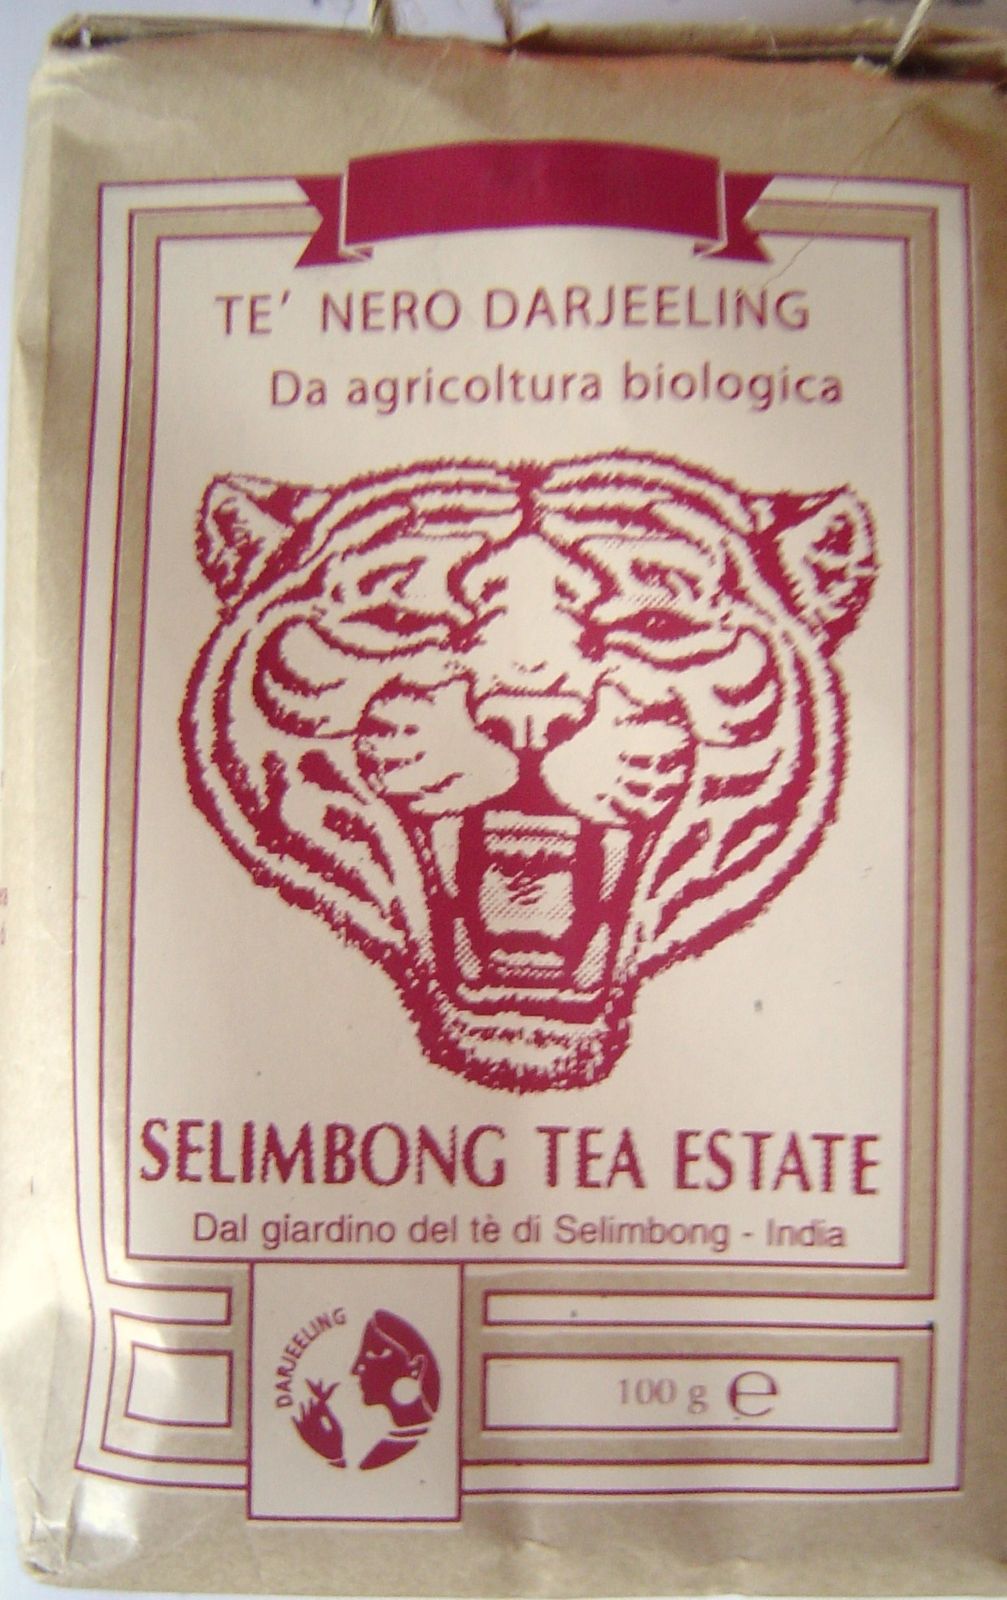 TE' NERO DARJEELING
Da agricoltura biologica
SELIMBONG TEA ESTATE
Dal giardino del tè di Selimbong - India
DARJEELING
100 g e